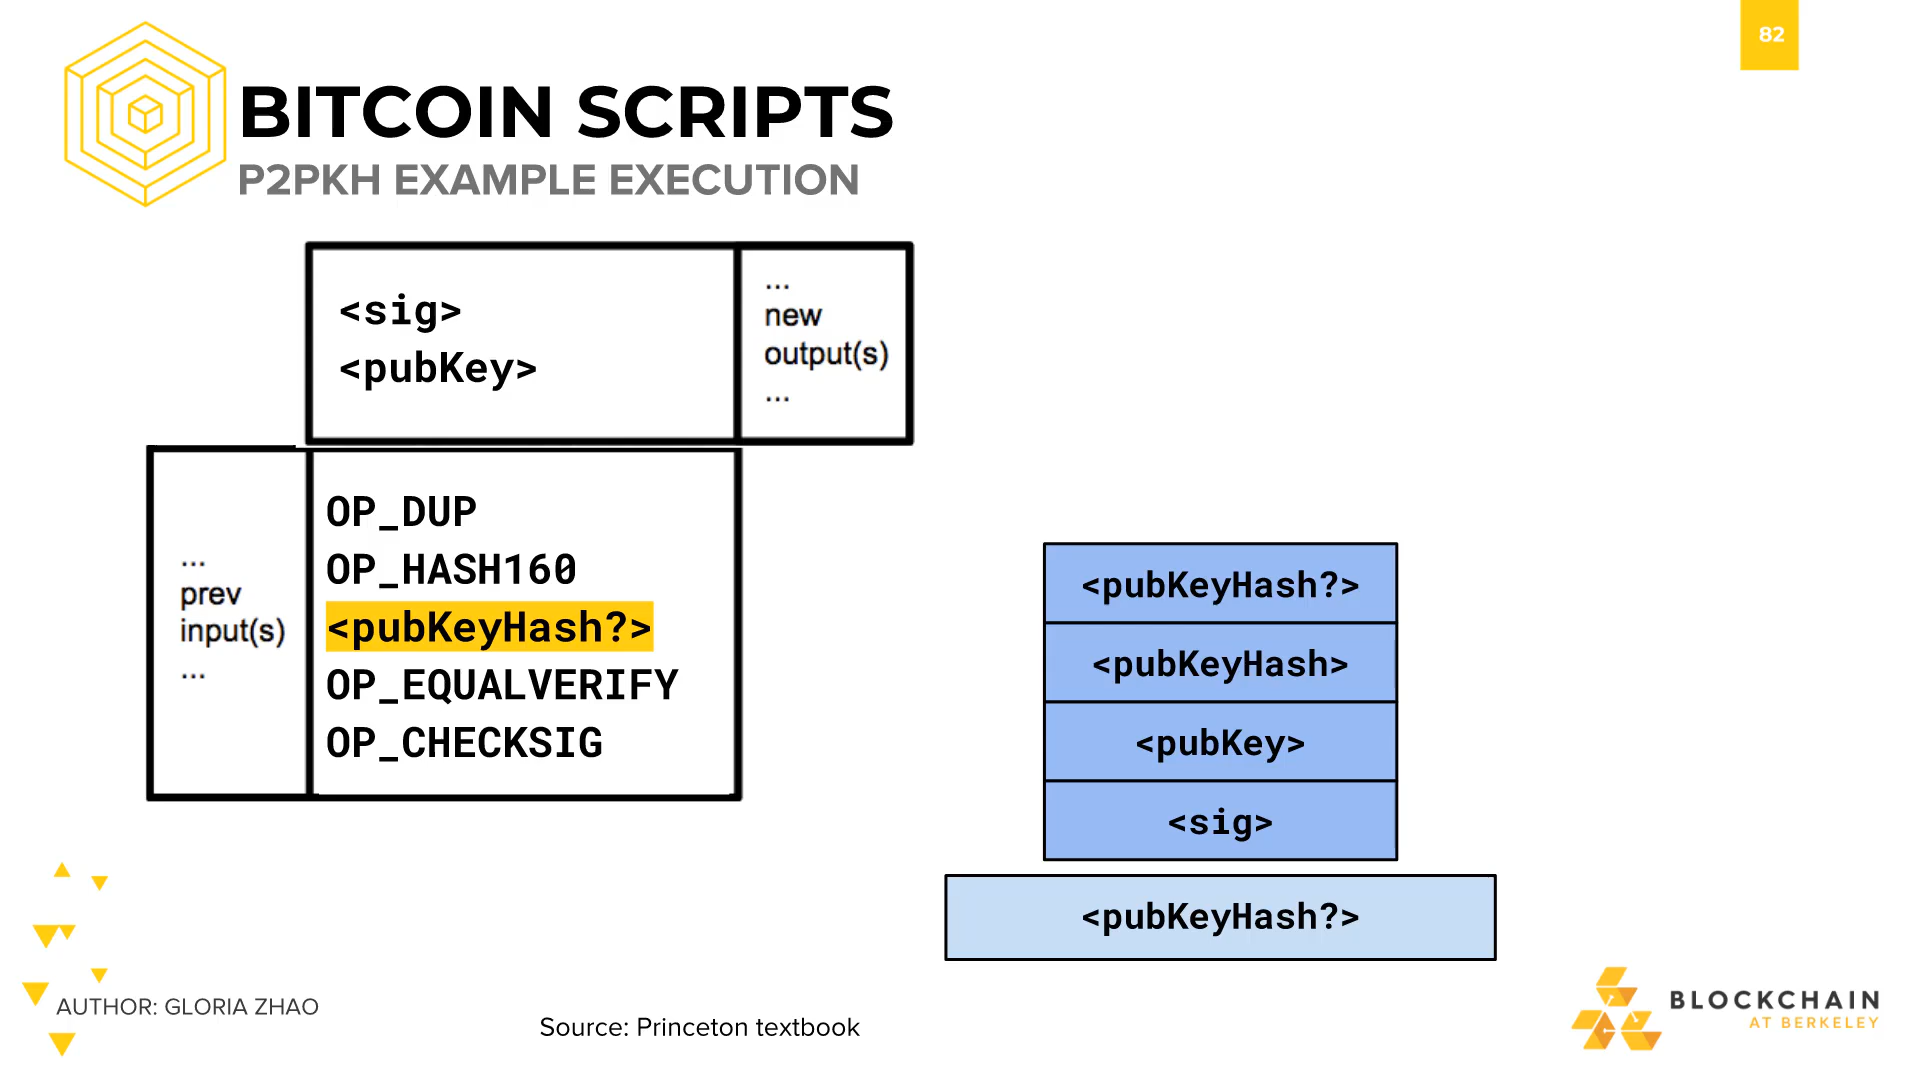 82
BITCOIN SCRIPTS
P2PKH EXAMPLE EXECUTION
<sig>
<pubKey>
...
new
output(s)
...
...
prev
input(s)
...
OP_DUP
OP_HASH160
<pubKeyHash?>
OP_EQUALVERIFY
OP_CHECKSIG
<pubKeyHash?>
<pubKeyHash>
<pubKey>
<sig>
<pubKeyHash?>
AUTHOR: GLORIA ZHAO
Source: Princeton textbook
BLOCKCHAIN
AT BERKELEY